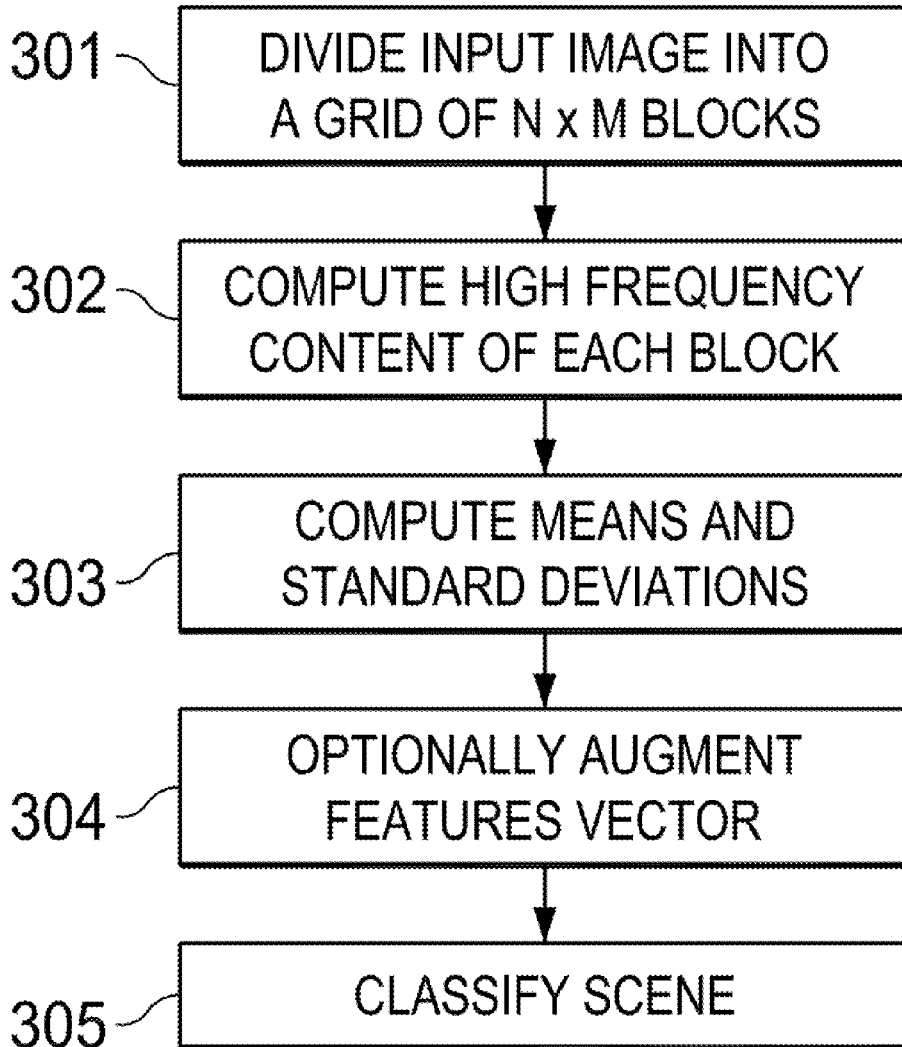 301
DIVIDE INPUT IMAGE INTO
A GRID OF N x M BLOCKS
302
COMPUTE HIGH FREQUENCY
CONTENT OF EACH BLOCK
303
COMPUTE MEANS AND
STANDARD DEVIATIONS
304
OPTIONALLY AUGMENT
FEATURES VECTOR
305
CLASSIFY SCENE